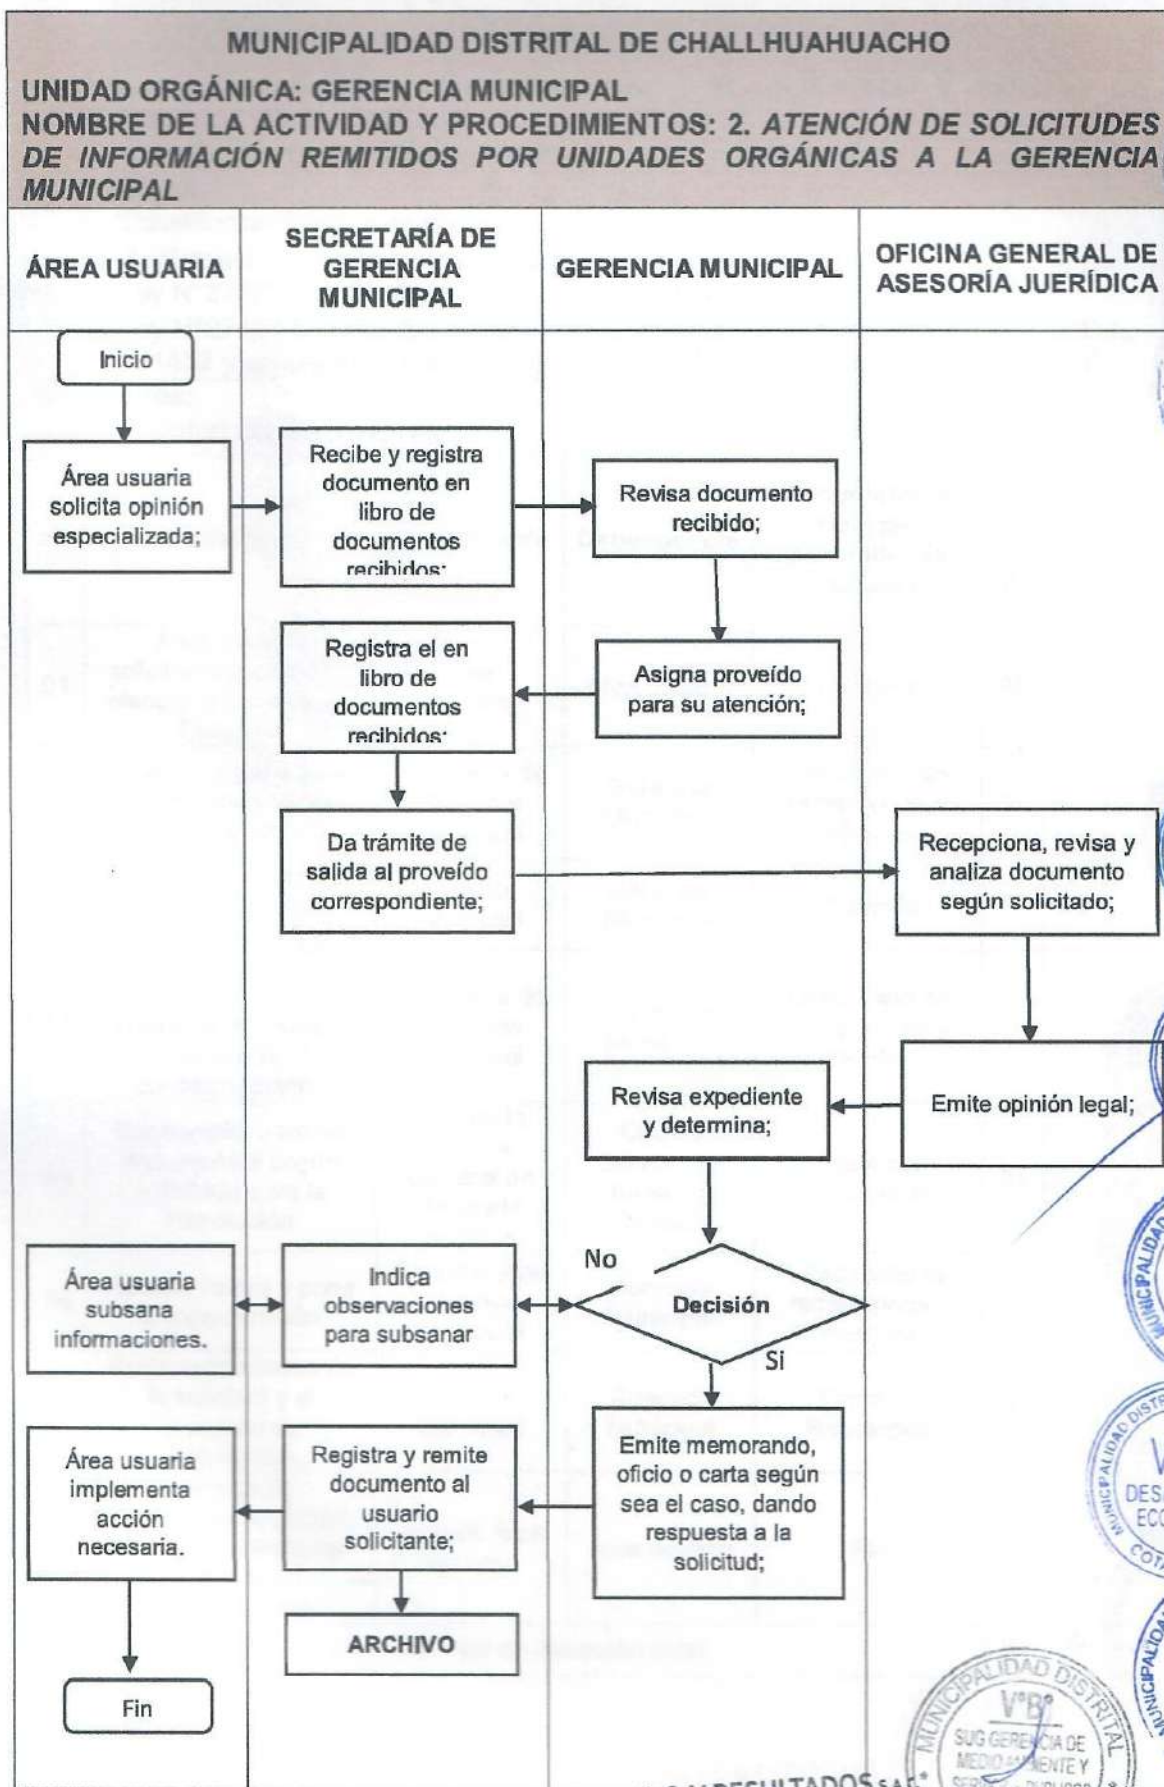 MUNICIPALIDAD DISTRITAL DE CHALLHUAHUACHO
UNIDAD ORGÁNICA: GERENCIA MUNICIPAL
NOMBRE DE LA ACTIVIDAD Y PROCEDIMIENTOS: 2. ATENCIÓN DE SOLICITUDES
DE INFORMACIÓN REMITIDOS POR UNIDADES ORGÁNICAS A LA GERENCIA
MUNICIPAL
ÁREA USUARIA
SECRETARÍA DE
GERENCIA
MUNICIPAL
GERENCIA MUNICIPAL
OFICINA GENERAL DE
ASESORÍA JUERÍDICA
Inicio
Área usuaria
solicita opinión
especializada;
Recibe y registra
documento en
libro de
documentos
recibidos;
Revisa documento
recibido;
Registra el en
libro de
documentos
recibidos;
Asigna proveído
para su atención;
Da trámite de
salida al proveído
correspondiente;
Recepciona, revisa y
analiza documento
según solicitado;
Revisa expediente
y determina;
Emite opinión legal;
Área usuaria
subsana
informaciones.
Indica
observaciones
para subsanar
No
Decisión
Si
Área usuaria
implementa
acción
necesaria.
Registra y remite
documento al
usuario
solicitante;
Emite memorando,
oficio o carta según
sea el caso, dando
respuesta a la
solicitud;
ARCHIVO
Fin
MUNICIPALIDAD DISTRITAL
V°B°
SUG GERENCIA DE
MEDIO AMBIENTE Y
RESULTADOS S.A.C